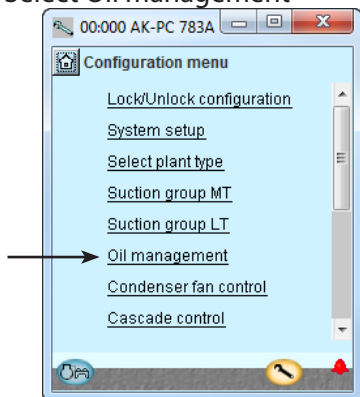 Select Oil management
00:000 AK-PC 783A
Configuration menu
Lock/Unlock configuration
System setup
Select plant type
Suction group MT
Suction group LT
Oil management
Condenser fan control
Cascade control